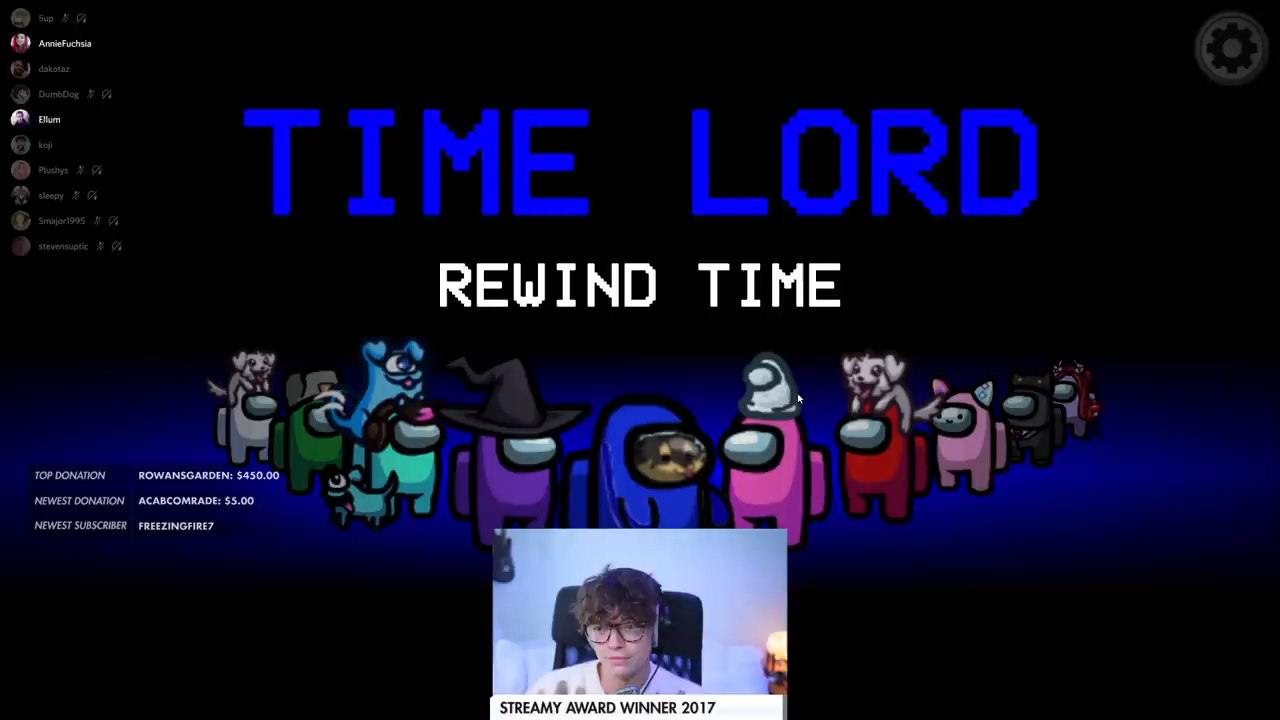 5up
AnnieFuchsia
dakotaz
DumbDog
Ellum
koji
Plushys
sleepy
Smajor1995
stevensuptic
TIME LORD
REWIND TIME
TOP DONATION ROWANSGARDEN: $450.00
NEWEST DONATION ACABCOMRADE: $5.00
NEWEST SUBSCRIBER FREEZINGFIRE7
STREAMY AWARD WINNER 2017